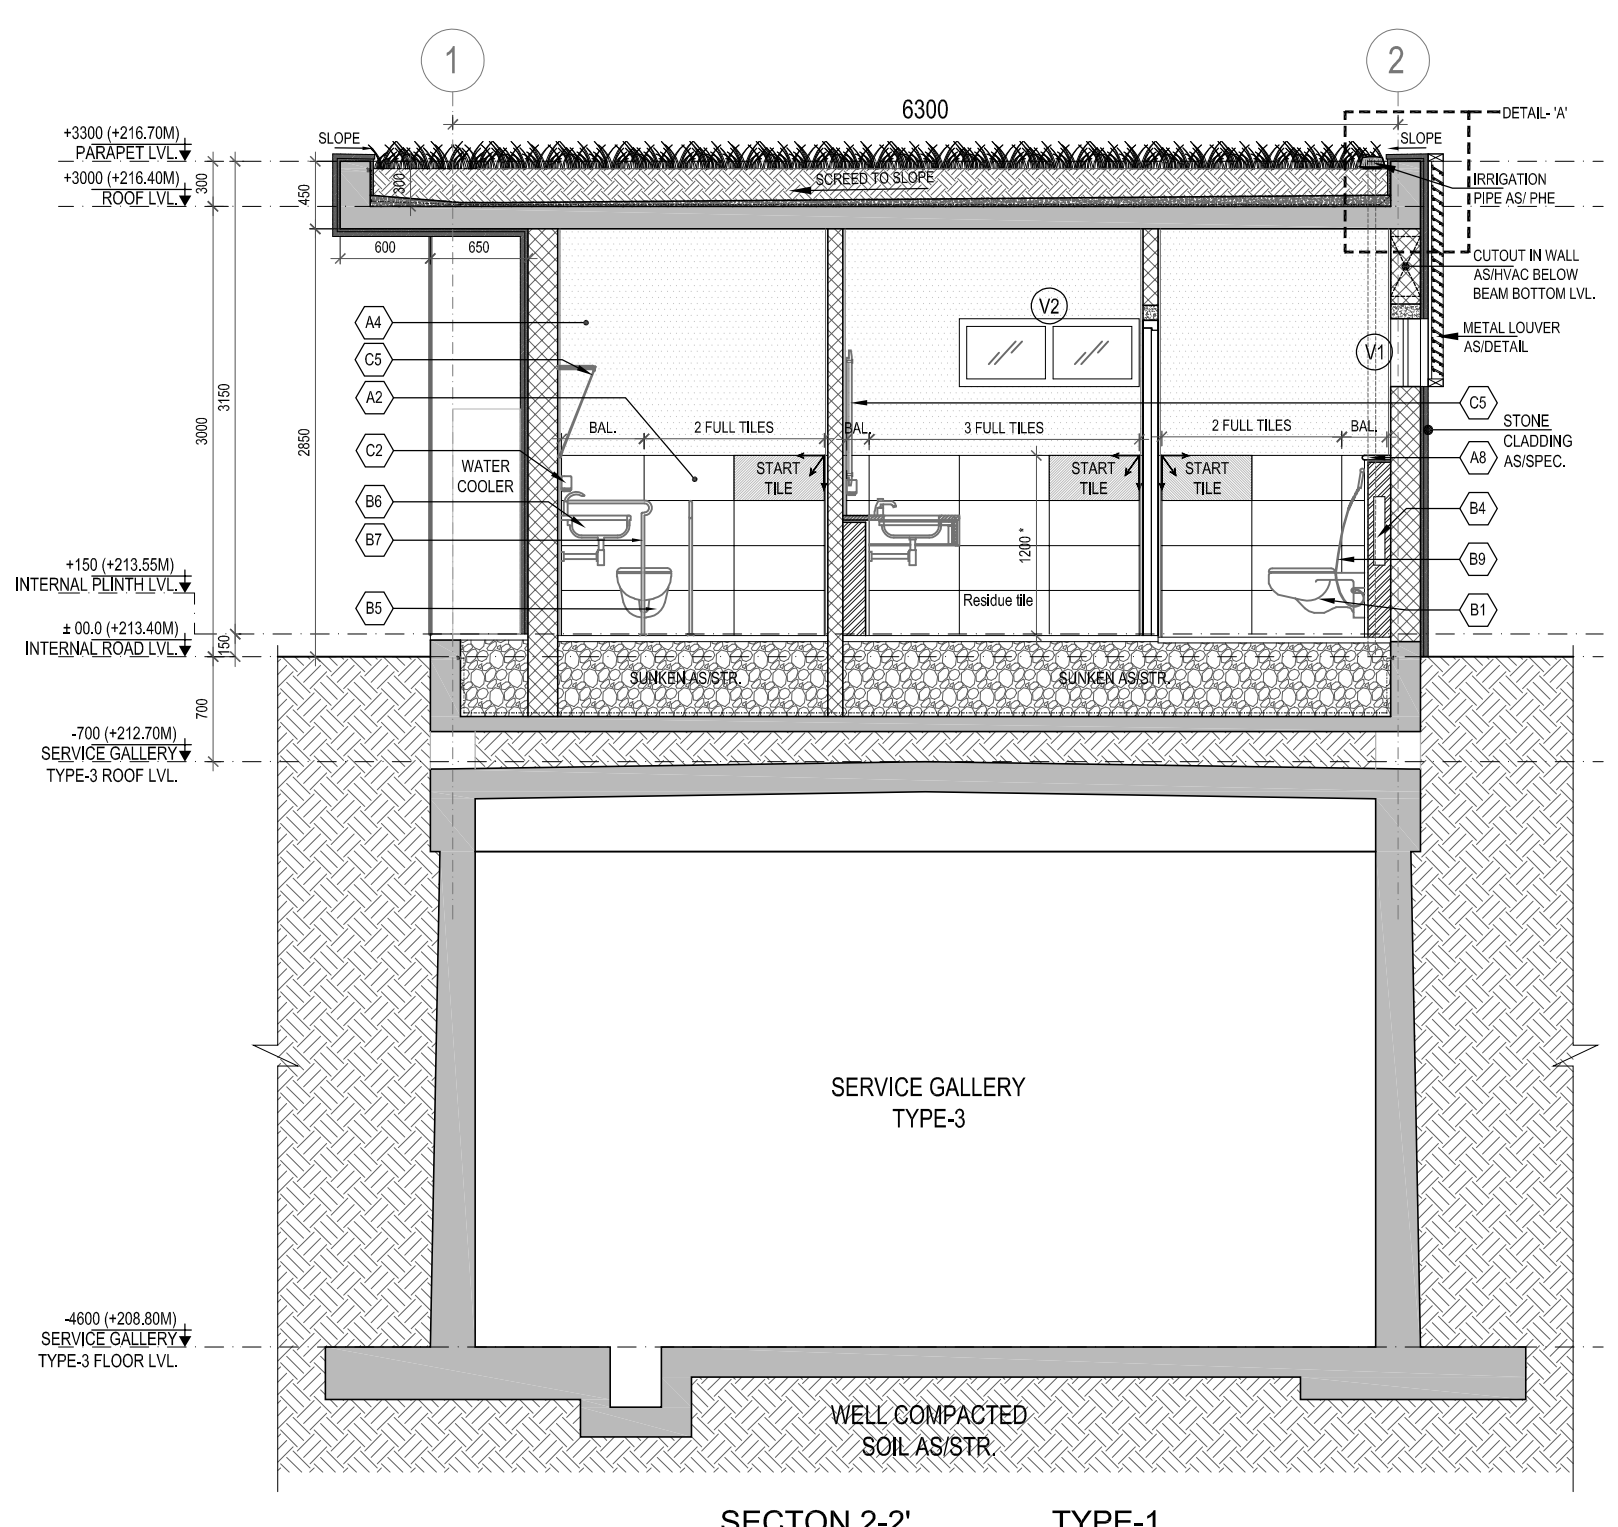 1
2
6300
DETAIL- 'A'
+3300 (+216.70M)
PARAPET LVL.
SLOPE
SLOPE
+3000 (+216.40M)
ROOF LVL.
300
450
300
SCREED TO SLOPE
IRRIGATION
PIPE AS/ PHE
600
650
CUTOUT IN WALL
AS/HVAC BELOW
BEAM BOTTOM LVL.
V2
A4
METAL LOUVER
AS/DETAIL
V1
C5
A2
C5
3000
3150
2850
BAL.
2 FULL TILES
BAL.
3 FULL TILES
2 FULL TILES
BAL.
STONE
CLADDING
AS/SPEC.
C2
WATER
COOLER
START
TILE
START
TILE
START
TILE
A8
B6
B4
B7
1200 *
+150 (+213.55M)
INTERNAL PLINTH LVL.
B9
B5
Residue tile
B1
± 00.0 (+213.40M)
INTERNAL ROAD LVL.
150
SUNKEN AS/STR.
SUNKEN AS/STR.
700
-700 (+212.70M)
SERVICE GALLERY
TYPE-3 ROOF LVL.
SERVICE GALLERY
TYPE-3
-4600 (+208.80M)
SERVICE GALLERY
TYPE-3 FLOOR LVL.
WELL COMPACTED
SOIL AS/STR.
SECTON 2-2' TYPE-1